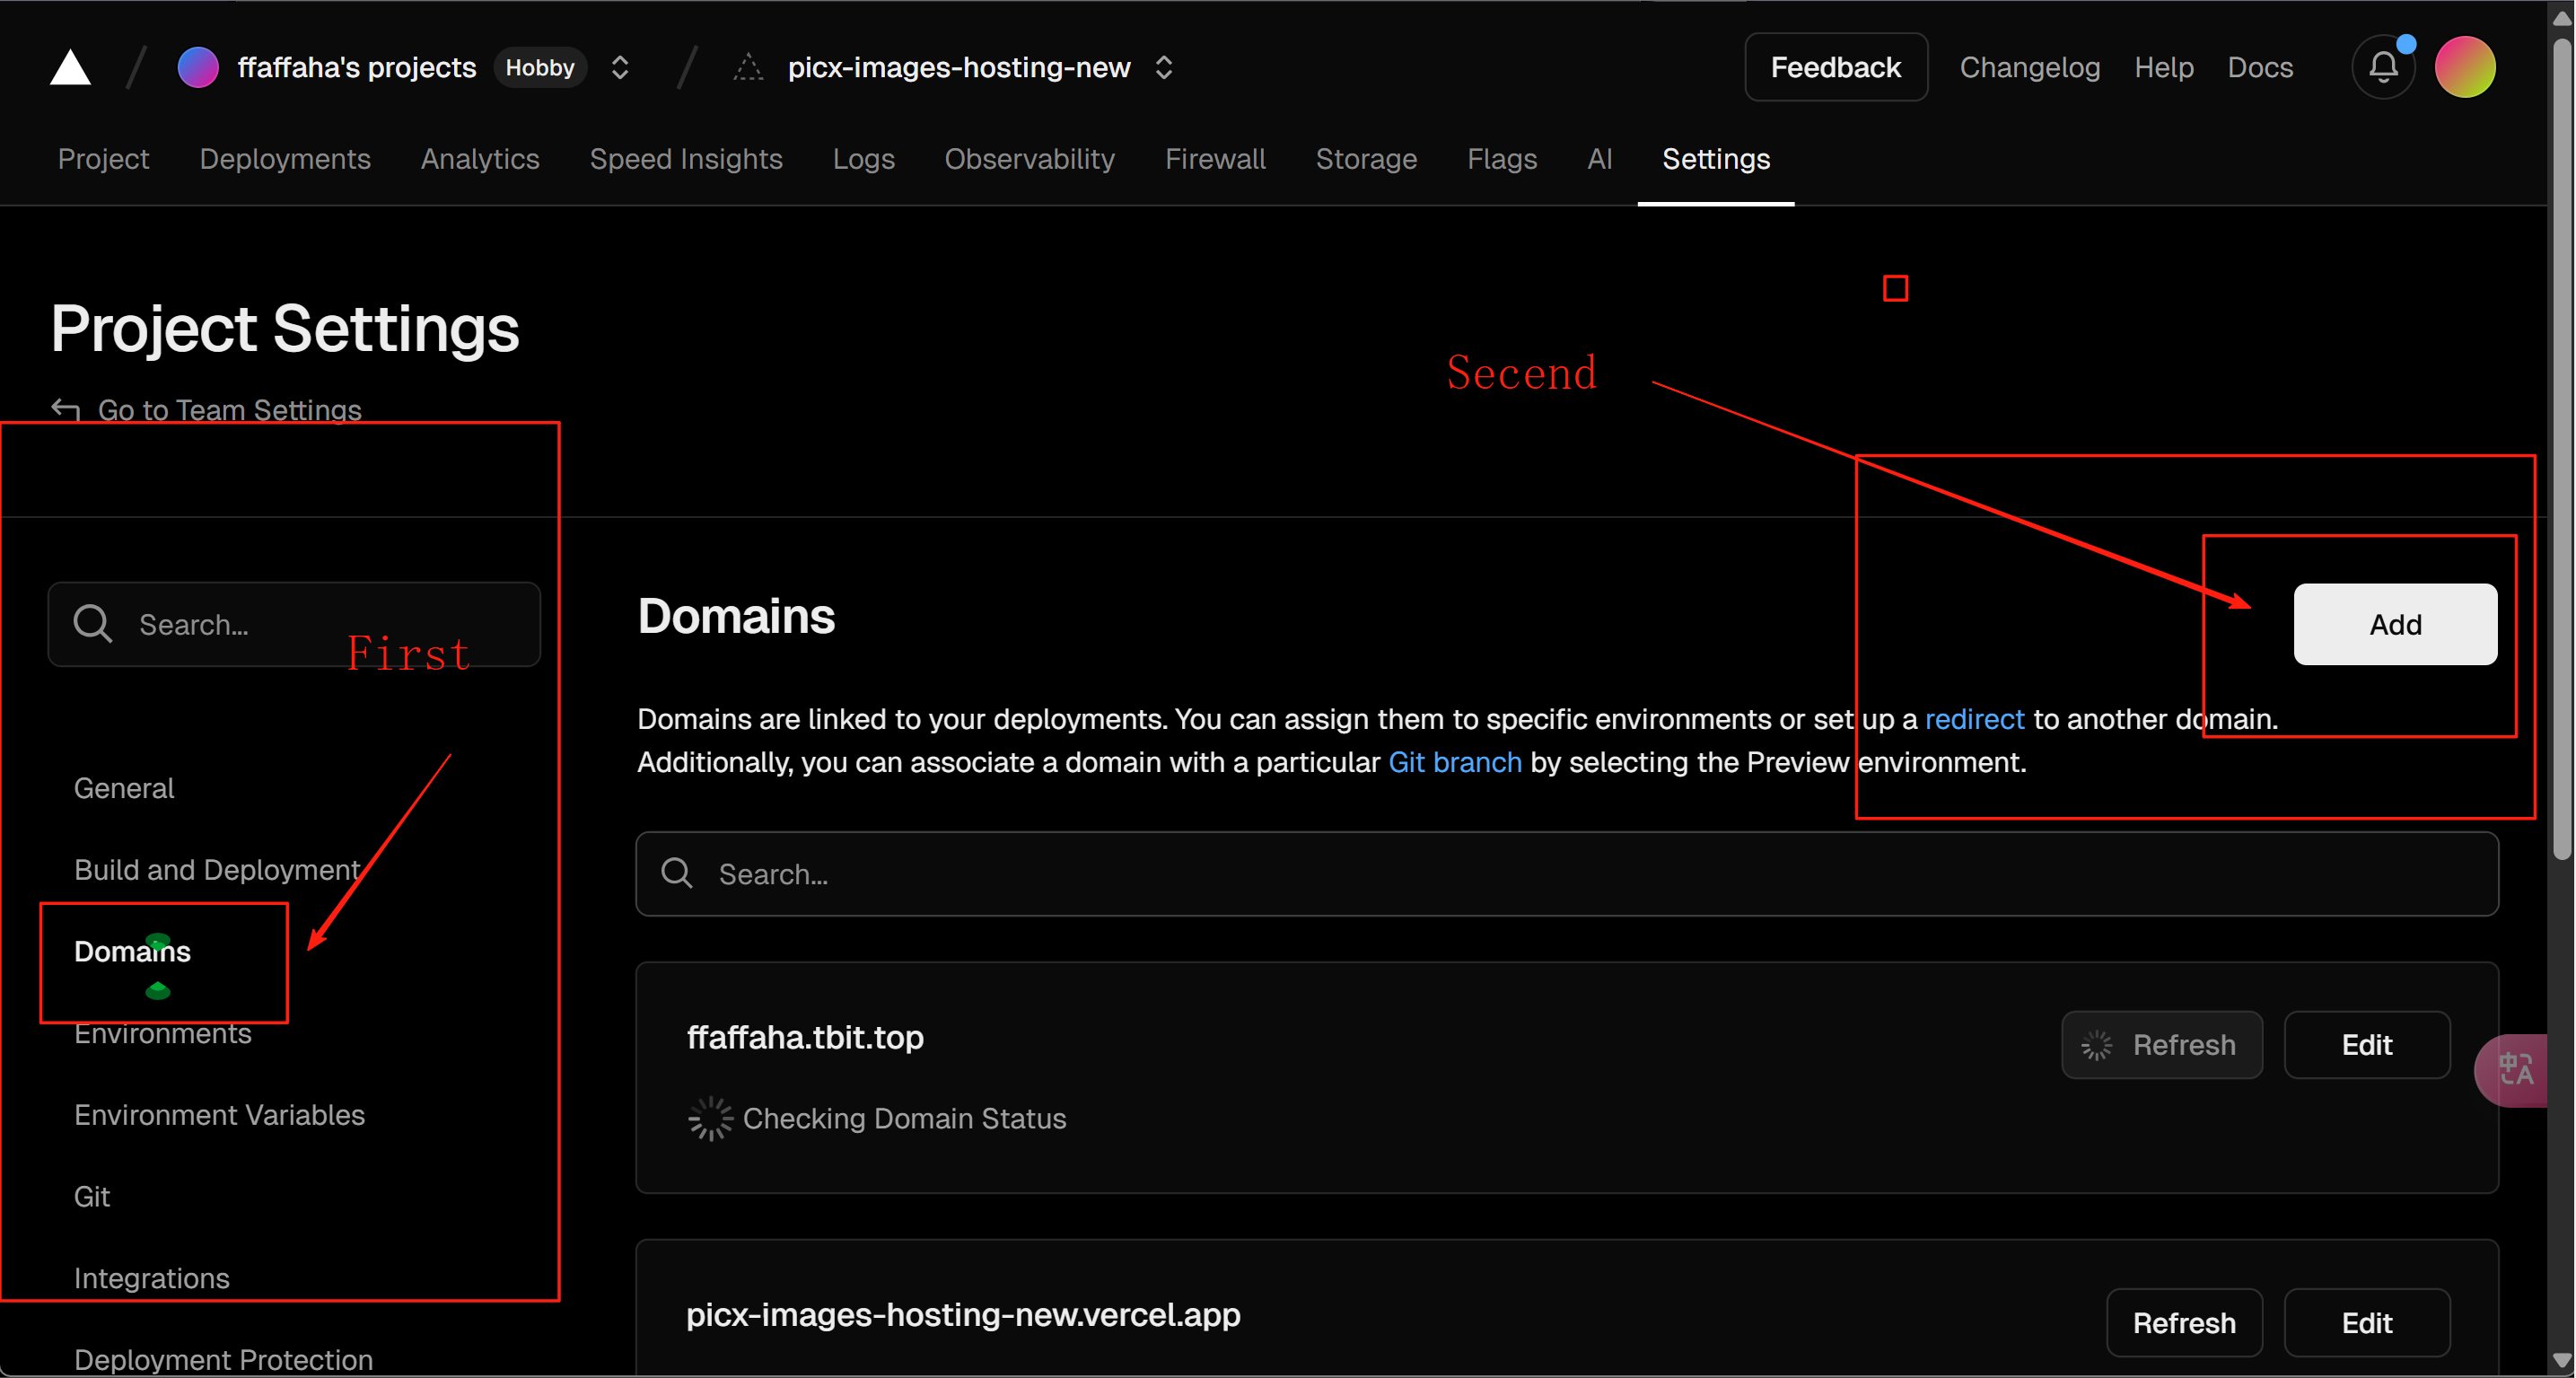 ffaffaha's projects Hobby picx-images-hosting-new Feedback Changelog Help Docs
Project Deployments Analytics Speed Insights Logs Observability Firewall Storage Flags AI Settings
Project Settings
Go to Team Settings
Secend
Search...
First
General
Build and Deployment
Domains
Environments
Environment Variables
Git
Integrations
Deployment Protection
Domains
Add
Domains are linked to your deployments. You can assign them to specific environments or set up a redirect to another domain.
Additionally, you can associate a domain with a particular Git branch by selecting the Preview environment.
Search...
ffaffaha.tbit.top
Refresh Edit
Checking Domain Status
picx-images-hosting-new.vercel.app
Refresh Edit
中A